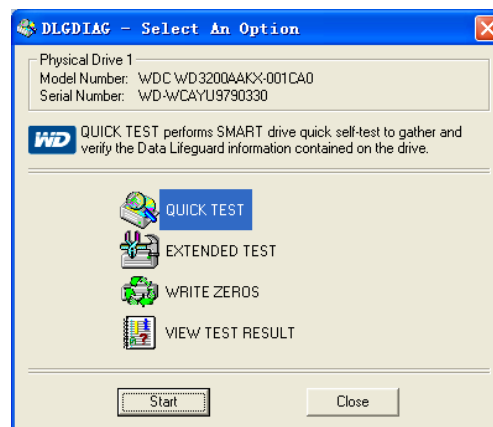 DLGDIAG - Select An Option
Physical Drive 1
Model Number: WDC WD3200AAKX-001CA0
Serial Number: WD-WCAYU9790330
WD
QUICK TEST performs SMART drive quick self-test to gather and
verify the Data Lifeguard information contained on the drive.
QUICK TEST
EXTENDED TEST
WRITE ZEROS
VIEW TEST RESULT
Start Close